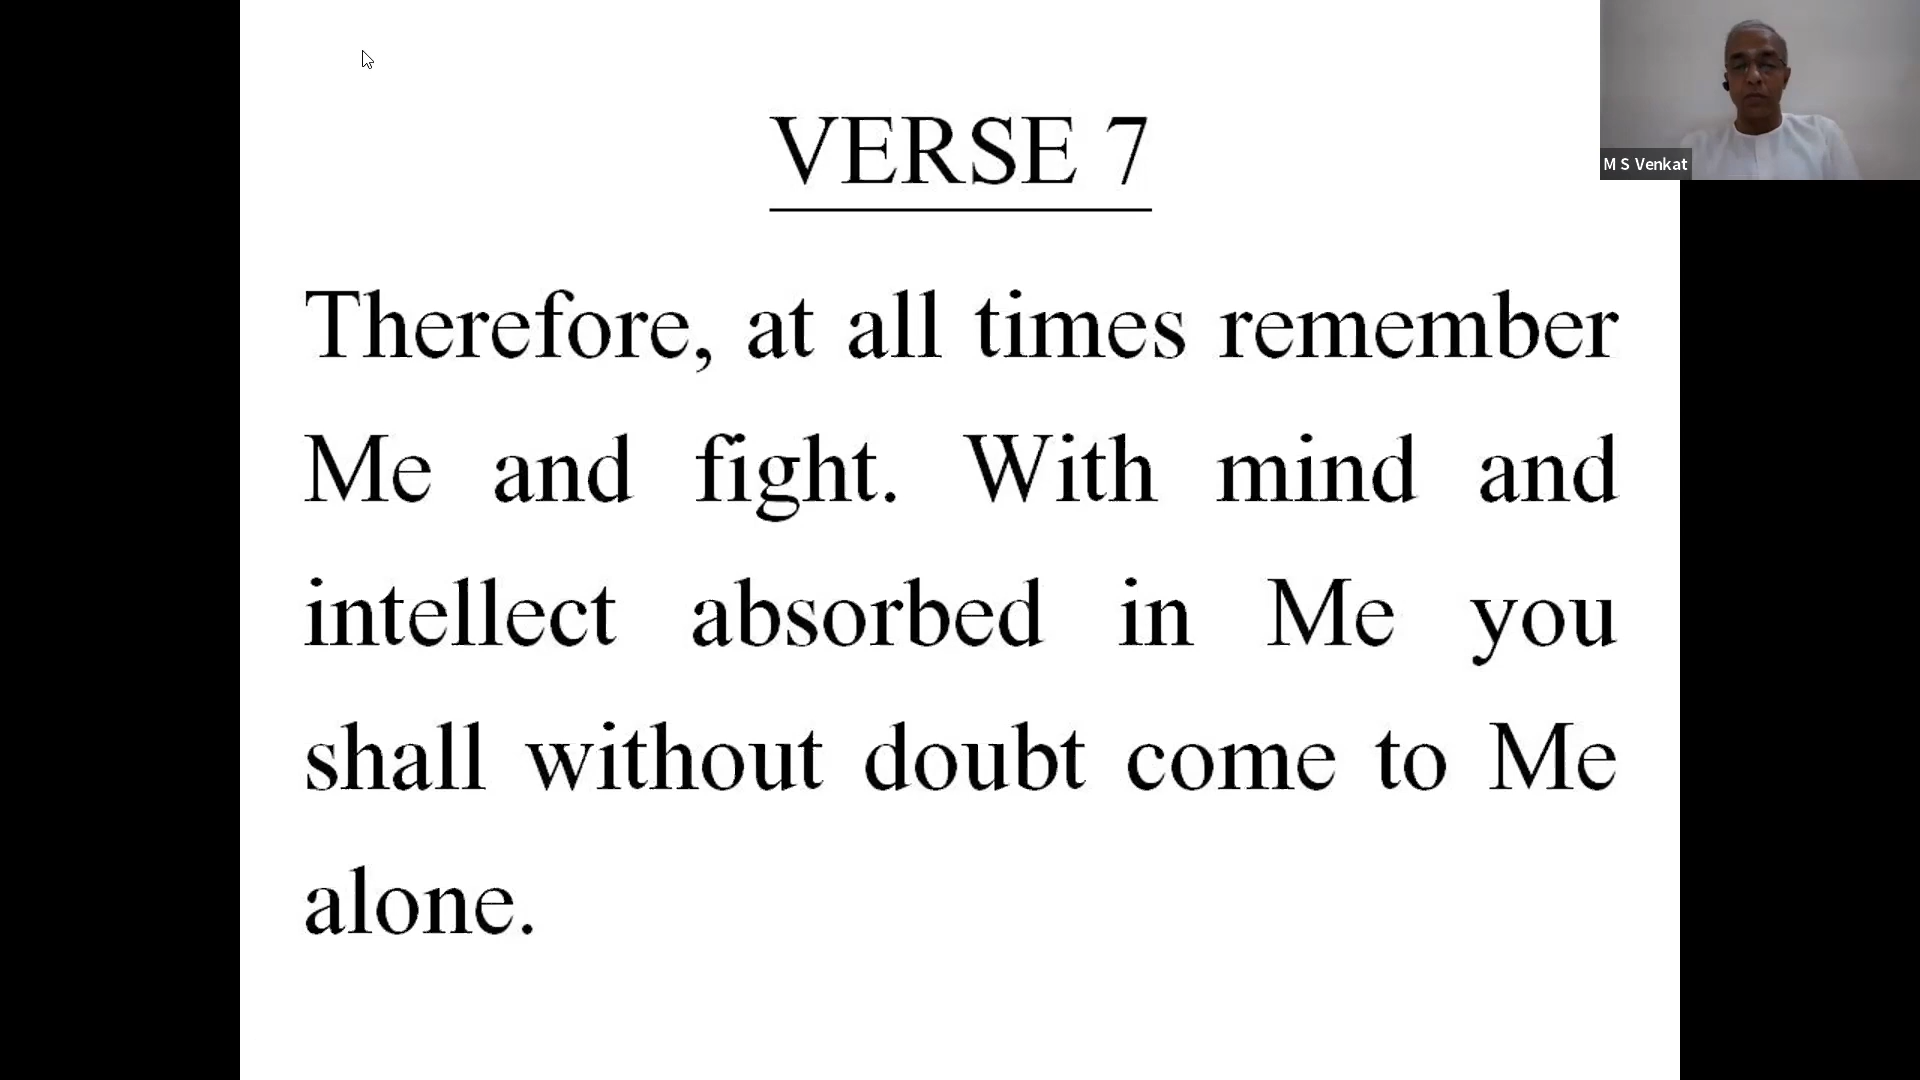 VERSE 7
Therefore, at all times remember
Me and fight. With mind and
intellect absorbed in Me you
shall without doubt come to Me
alone.
M S Venkat